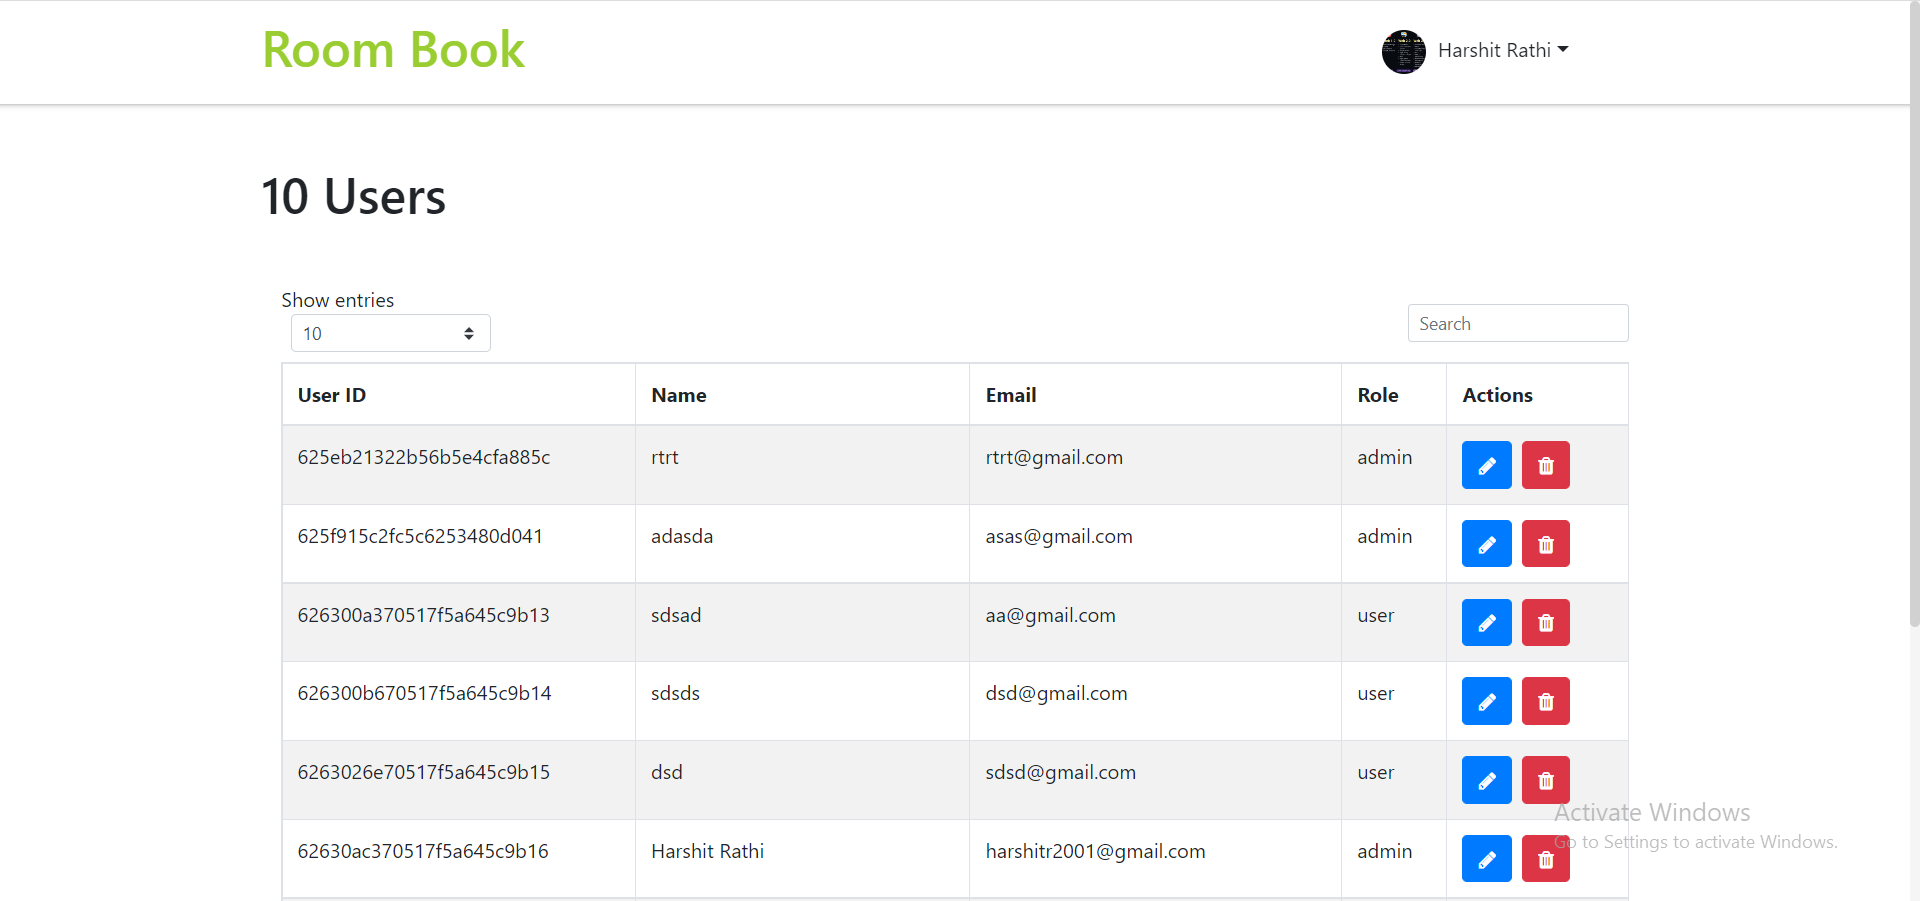 Room Book
Harshit Rathi
10 Users
Show entries
10
Search
User ID Name Email Role Actions
625eb21322b56b5e4cfa885c rtrt rtrt@gmail.com admin
625f915c2fc5c6253480d041 adasda asas@gmail.com admin
626300a370517f5a645c9b13 sdsad aa@gmail.com user
626300b670517f5a645c9b14 sdsds dsd@gmail.com user
6263026e70517f5a645c9b15 dsd sdsd@gmail.com user
62630ac370517f5a645c9b16 Harshit Rathi harshitr2001@gmail.com admin
Activate Windows
Go to Settings to activate Windows.